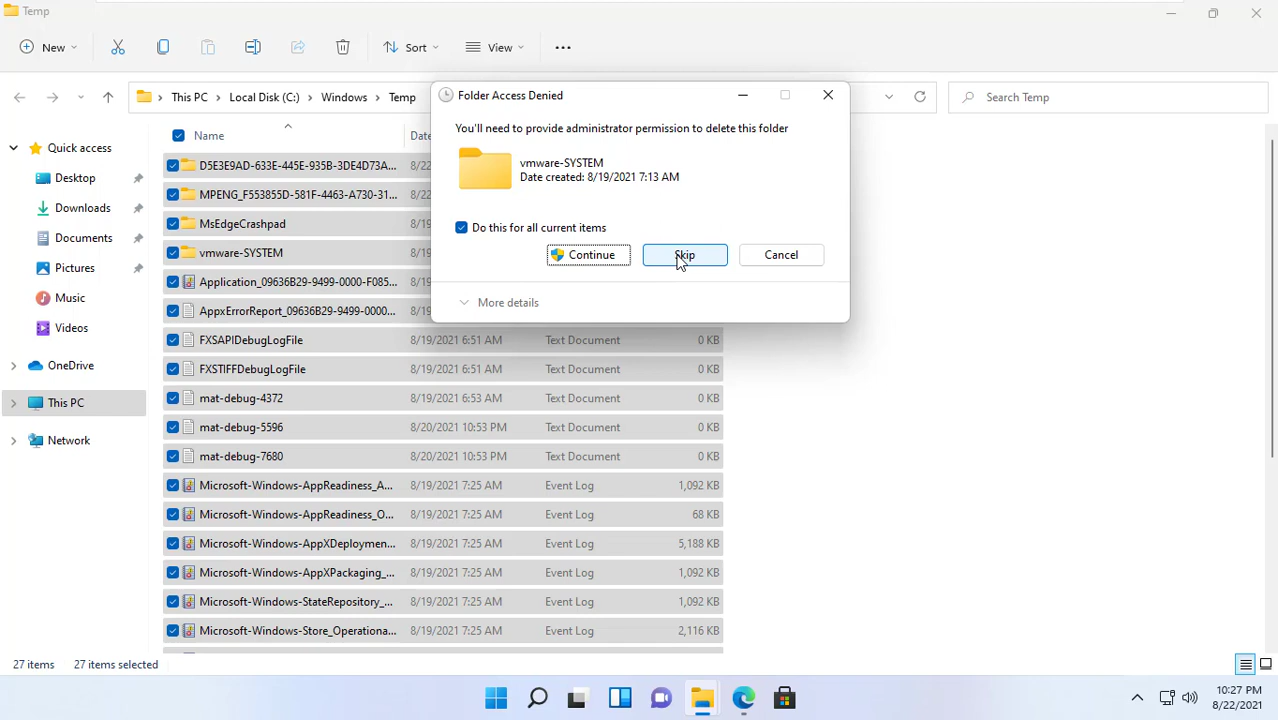 Temp
New
Sort
View
This PC
Local Disk (C:)
Windows
Temp
Search Temp
Folder Access Denied
You'll need to provide administrator permission to delete this folder
vmware-SYSTEM
Date created: 8/19/2021 7:13 AM
Do this for all current items
Continue
Skip
Cancel
More details
Quick access
Desktop
Downloads
Documents
Pictures
Music
Videos
OneDrive
This PC
Network
Name
Date
D5E3E9AD-633E-445E-935B-3DE4D73A... 8/22
MPENG_F553855D-581F-4463-A730-31... 8/22
MsEdgeCrashpad
vmware-SYSTEM
Application_09636B29-9499-0000-F085...
AppxErrorReport_09636B29-9499-0000...
FXSAPIDebugLogFile 8/19/2021 6:51 AM Text Document 0 KB
FXSTIFFDebugLogFile 8/19/2021 6:51 AM Text Document 0 KB
mat-debug-4372 8/19/2021 6:53 AM Text Document 0 KB
mat-debug-5596 8/20/2021 10:53 PM Text Document 0 KB
mat-debug-7680 8/20/2021 10:53 PM Text Document 0 KB
Microsoft-Windows-AppReadiness_A... 8/19/2021 7:25 AM Event Log 1,092 KB
Microsoft-Windows-AppReadiness_O... 8/19/2021 7:25 AM Event Log 68 KB
Microsoft-Windows-AppXDeploymen... 8/19/2021 7:25 AM Event Log 5,188 KB
Microsoft-Windows-AppXPackaging_... 8/19/2021 7:25 AM Event Log 1,092 KB
Microsoft-Windows-StateRepository_... 8/19/2021 7:25 AM Event Log 1,092 KB
Microsoft-Windows-Store_Operationa... 8/19/2021 7:25 AM Event Log 2,116 KB
27 items 27 items selected
10:27 PM
8/22/2021